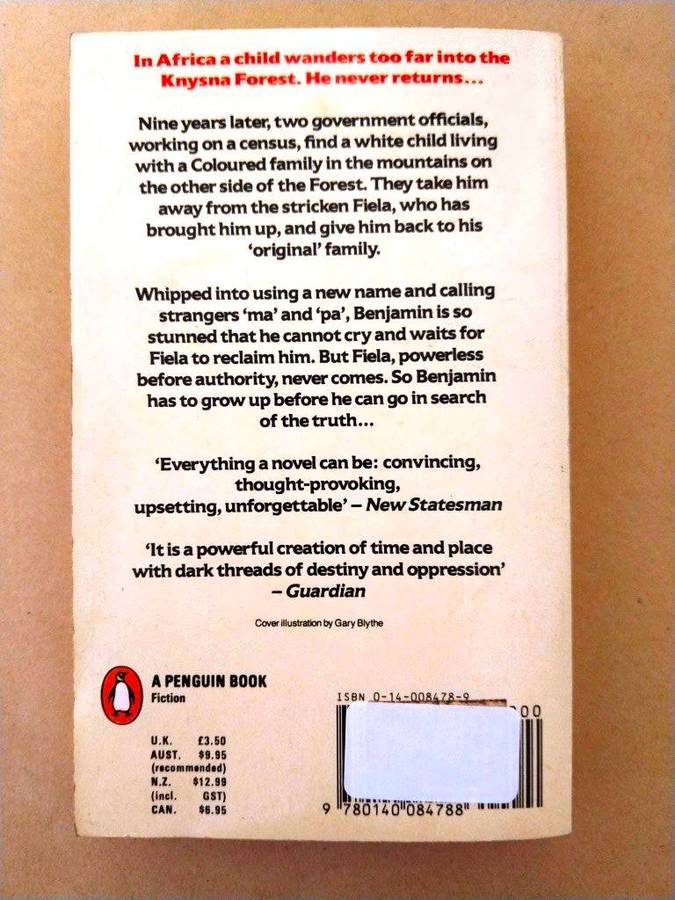 In Africa a child wanders too far into the
Knysna Forest. He never returns...
Nine years later, two government officials,
working on a census, find a white child living
with a Coloured family in the mountains on
the other side of the Forest. They take him
away from the stricken Fiela, who has
brought him up, and give him back to his
‘original’ family.
Whipped into using a new name and calling
strangers ‘ma’ and ‘pa’, Benjamin is so
stunned that he cannot cry and waits for
Fiela to reclaim him. But Fiela, powerless
before authority, never comes. So Benjamin
has to grow up before he can go in search
of the truth...
‘Everything a novel can be: convincing,
thought-provoking,
upsetting, unforgettable’ – New Statesman
‘It is a powerful creation of time and place
with dark threads of destiny and oppression’
– Guardian
Cover illustration by Gary Blythe
A PENGUIN BOOK
Fiction
U.K. £3.50
AUST. $9.95
(recommended)
N.Z. $12.99
(incl. GST)
CAN. $6.95
ISBN 0-14-008478-9
00
9 780140 084788